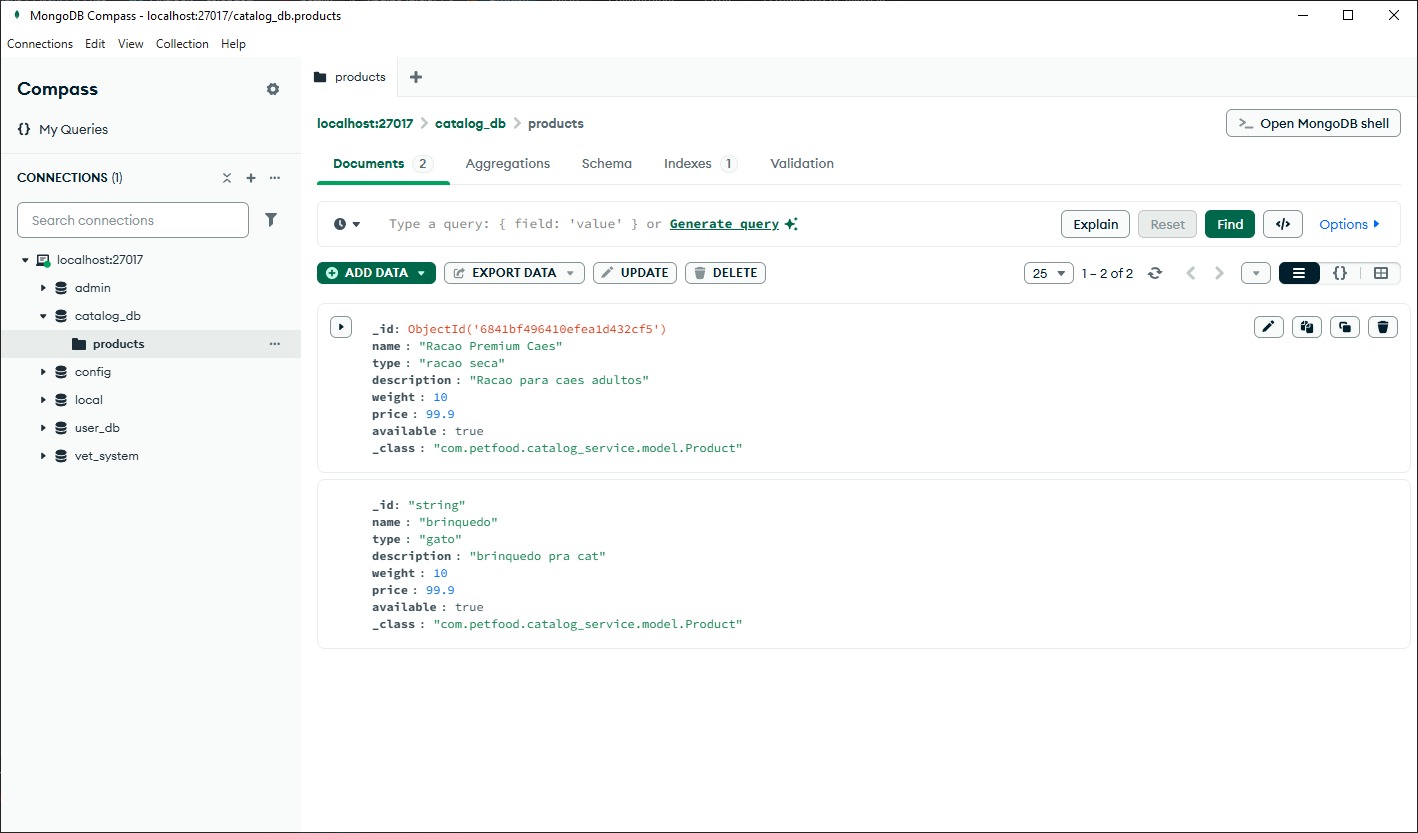 MongoDB Compass - localhost:27017/catalog_db.products
Connections Edit View Collection Help
Compass
My Queries
CONNECTIONS (1)
Search connections
localhost:27017
admin
catalog_db
products
config
local
user_db
vet_system
products
localhost:27017 > catalog_db > products
Open MongoDB shell
Documents 2 Aggregations Schema Indexes 1 Validation
Type a query: { field: 'value' } or Generate query
Explain Reset Find </> Options
ADD DATA EXPORT DATA UPDATE DELETE
25 1 – 2 of 2 {}
_id: ObjectId('6841bf496410efea1d432cf5')
name : "Racao Premium Caes"
type : "racao seca"
description : "Racao para caes adultos"
weight : 10
price : 99.9
available : true
_class : "com.petfood.catalog_service.model.Product"
_id: "string"
name : "brinquedo"
type : "gato"
description : "brinquedo pra cat"
weight : 10
price : 99.9
available : true
_class : "com.petfood.catalog_service.model.Product"